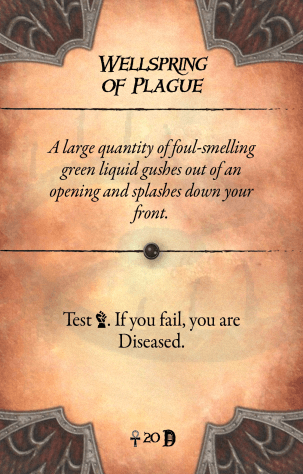 Wellspring
of Plague
A large quantity of foul-smelling
green liquid gushes out of an
opening and splashes down your
front.
Test . If you fail, you are
Diseased.
20 D